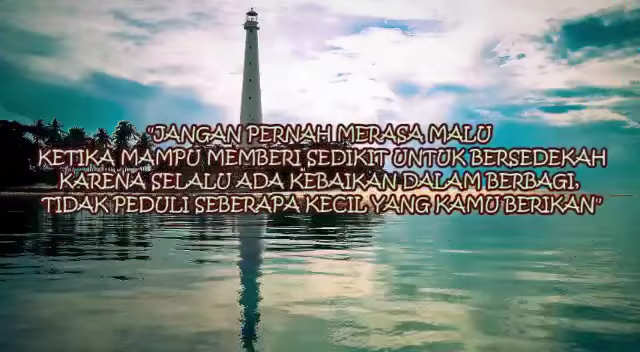 "JANGAN PERNAH MERASA MALU
KETIKA MAMPU MEMBERI SEDIKIT UNTUK BERSEDEKAH
KARENA SELALU ADA KEBAIKAN DALAM BERBAGI,
TIDAK PEDULI SEBERAPA KECIL YANG KAMU BERIKAN"